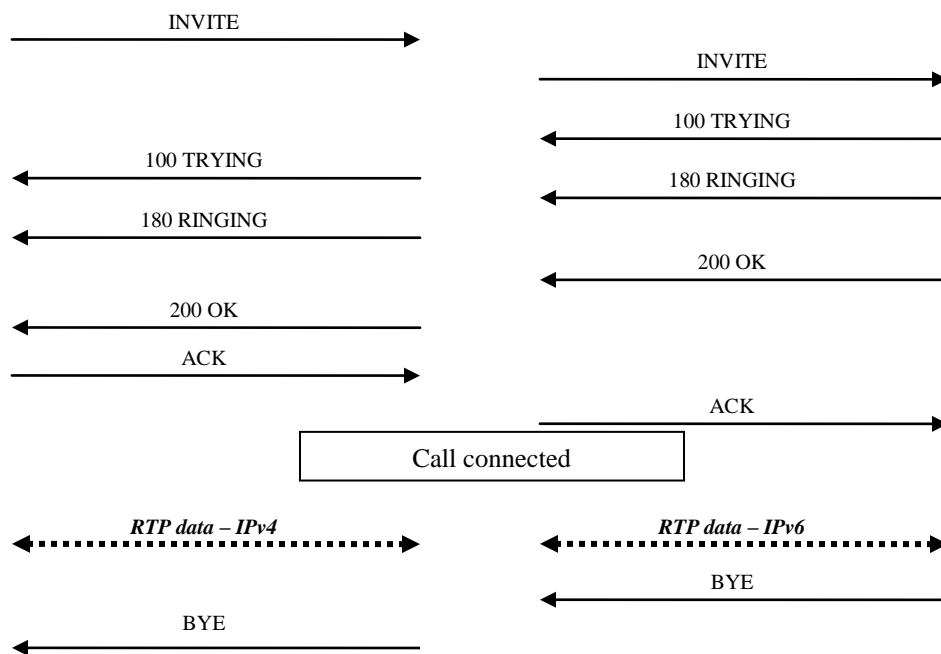 INVITE
INVITE
100 TRYING
100 TRYING
180 RINGING
180 RINGING
200 OK
200 OK
ACK
ACK
Call connected
RTP data – IPv4
RTP data – IPv6
BYE
BYE